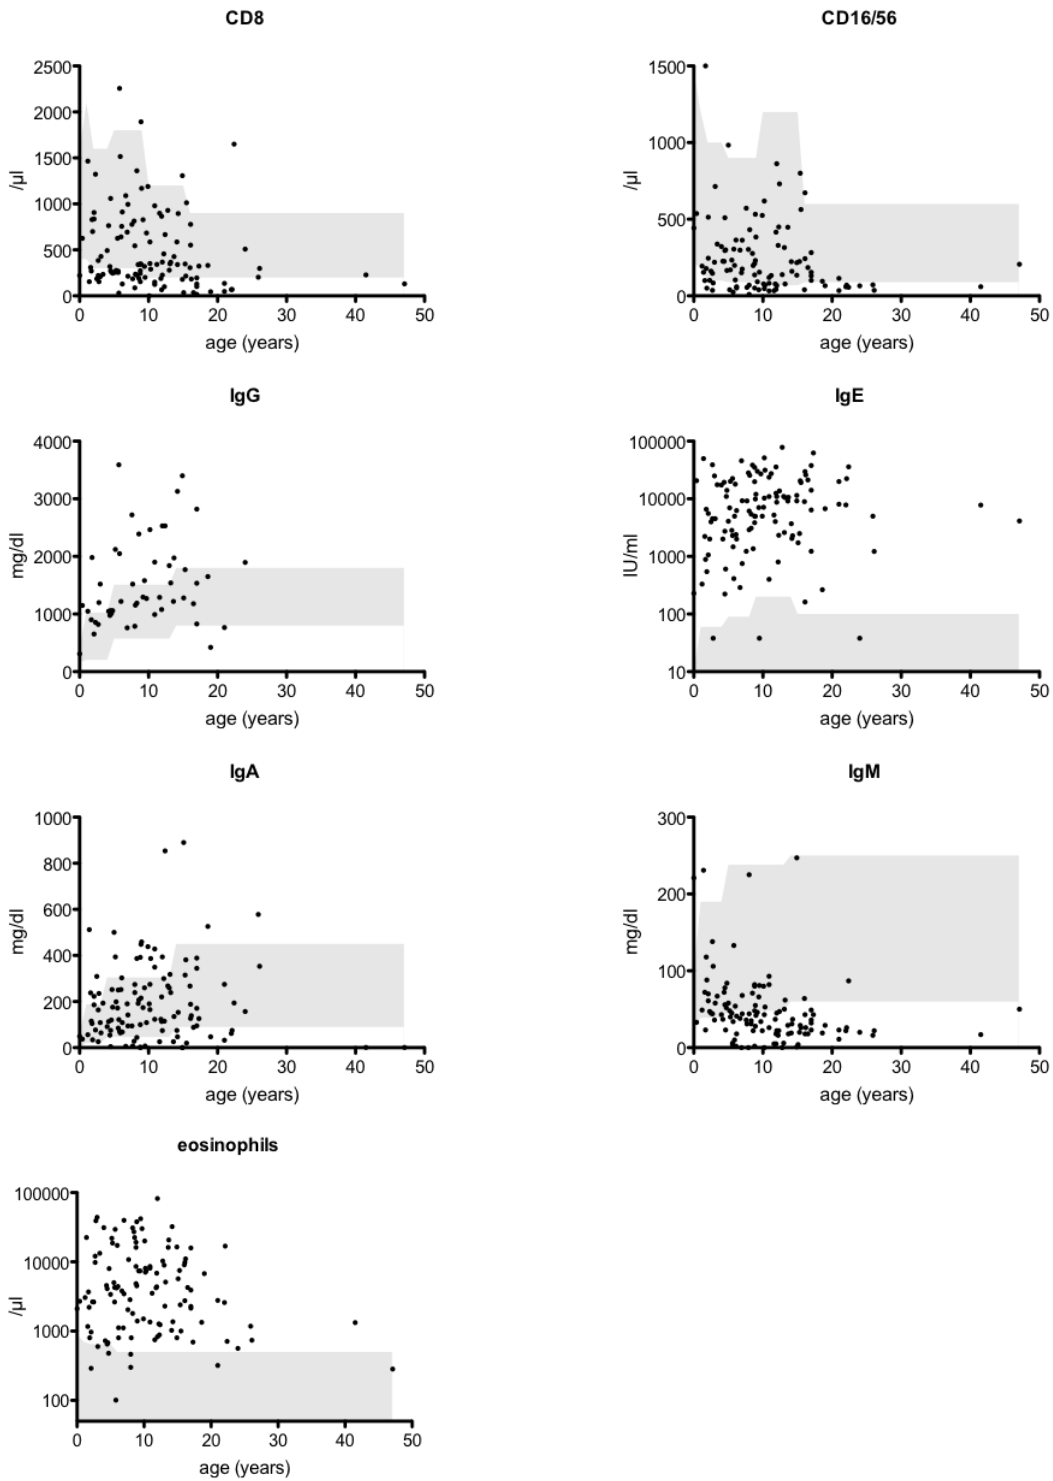 CD8
CD16/56
2500
2000
1500
1000
500
0
/µl
0 10 20 30 40 50
age (years)
1500
1000
500
0
/µl
0 10 20 30 40 50
age (years)
IgG
IgE
4000
3000
2000
1000
0
mg/dl
0 10 20 30 40 50
age (years)
100000
10000
1000
100
10
IU/ml
0 10 20 30 40 50
age (years)
IgA
IgM
1000
800
600
400
200
0
mg/dl
0 10 20 30 40 50
age (years)
300
200
100
0
mg/dl
0 10 20 30 40 50
age (years)
eosinophils
100000
10000
1000
100
/µl
0 10 20 30 40 50
age (years)